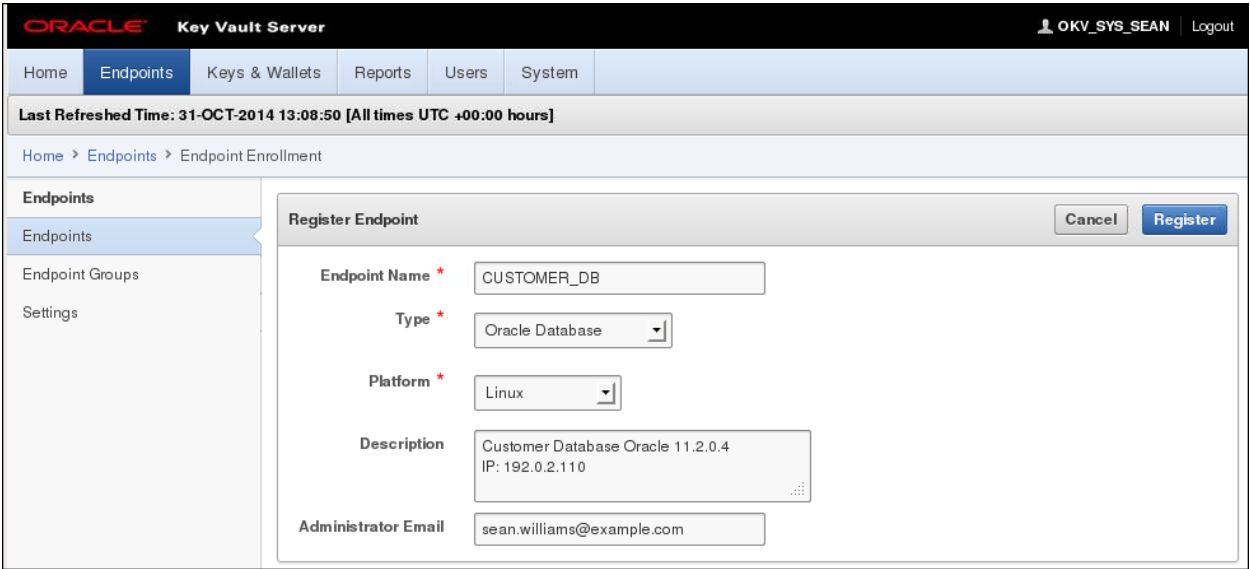 ORACLE® Key Vault Server OKV_SYS_SEAN Logout
Home Endpoints Keys & Wallets Reports Users System
Last Refreshed Time: 31-OCT-2014 13:08:50 [All times UTC +00:00 hours]
Home > Endpoints > Endpoint Enrollment
Endpoints
Endpoints
Endpoint Groups
Settings
Register Endpoint Cancel Register
Endpoint Name * CUSTOMER_DB
Type * Oracle Database
Platform * Linux
Description Customer Database Oracle 11.2.0.4
IP: 192.0.2.110
Administrator Email sean.williams@example.com